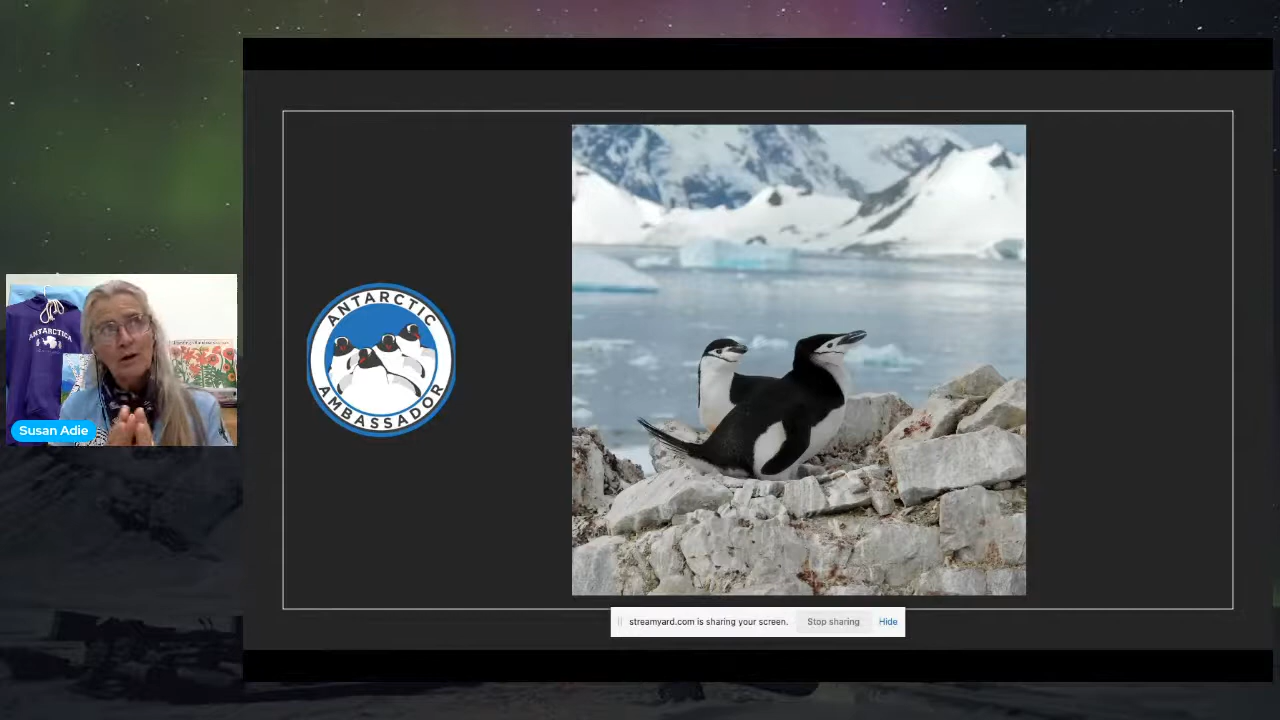 ANTARCTICA
Susan Adie
ANTARCTIC
AMBASSADOR
streamyard.com is sharing your screen.
Stop sharing
Hide